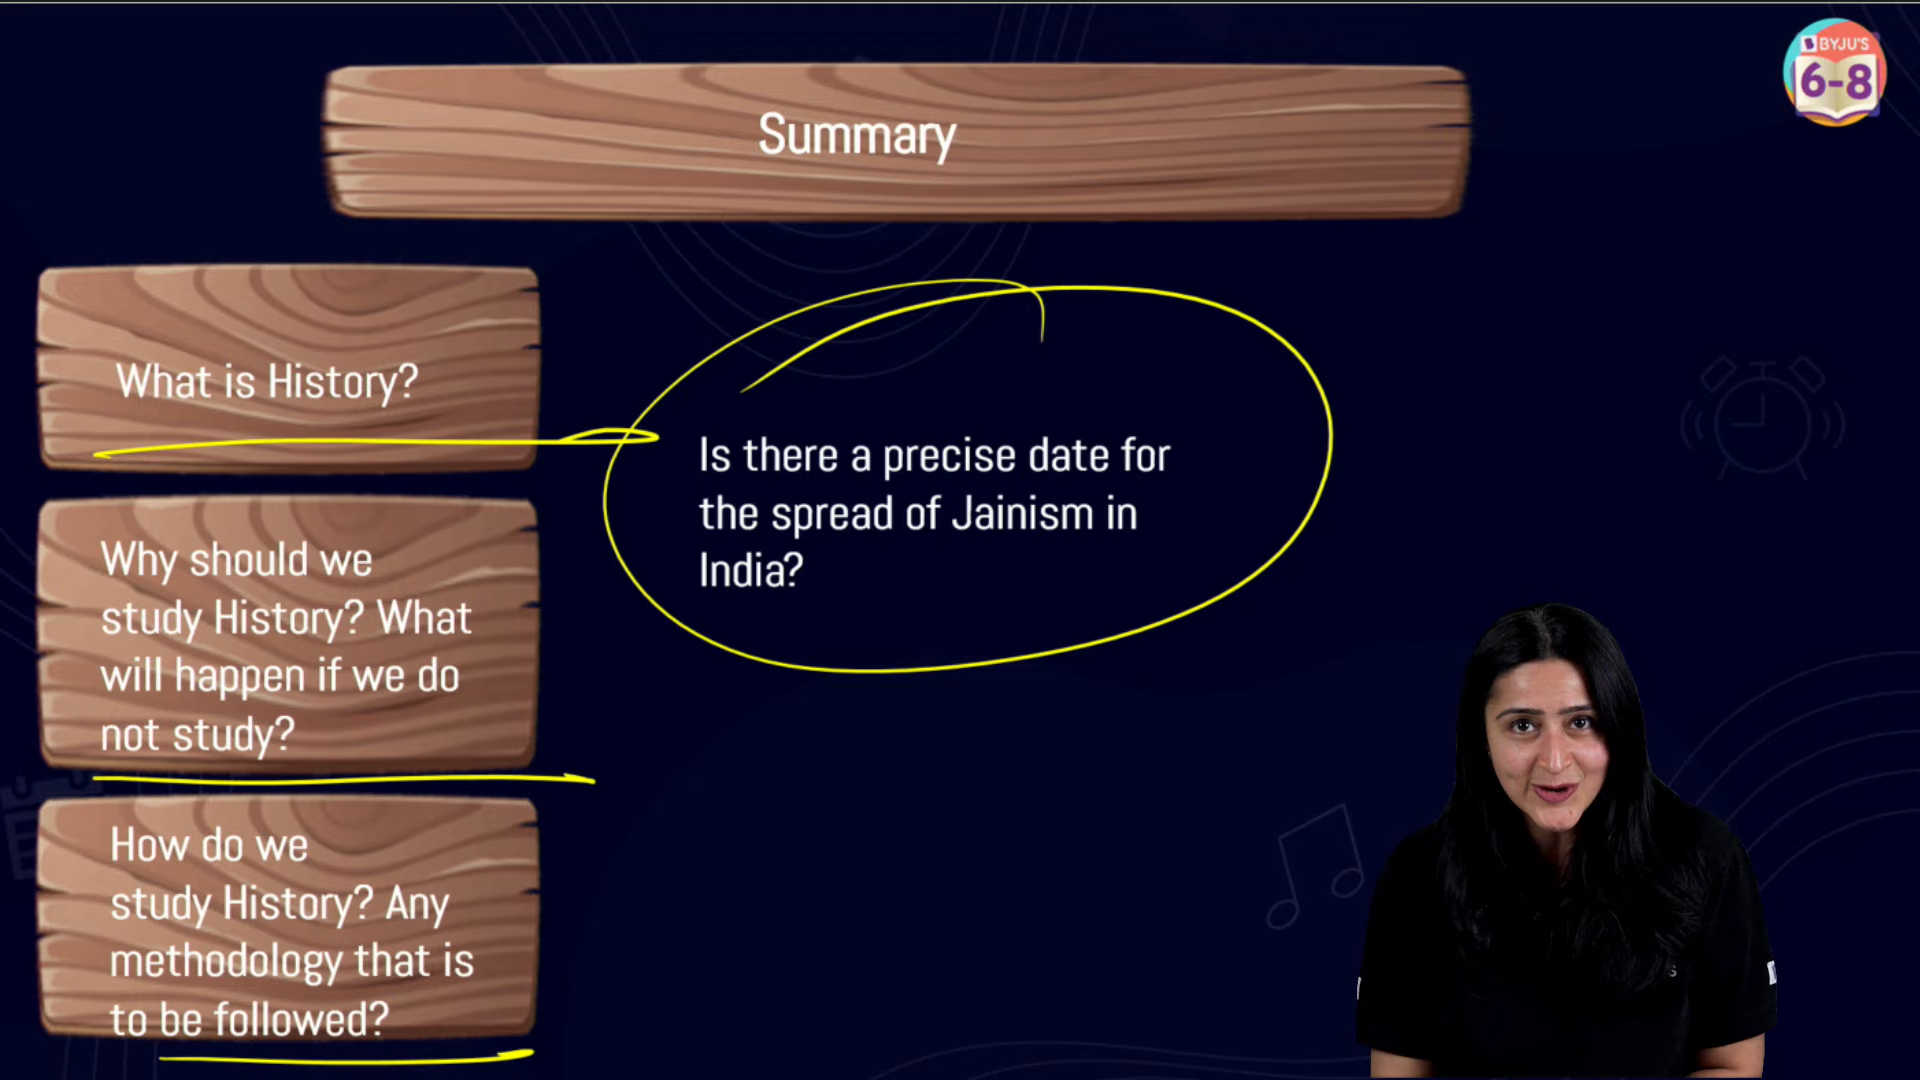 BYJU'S
6-8
Summary
What is History?
Why should we
study History? What
will happen if we do
not study?
How do we
study History? Any
methodology that is
to be followed?
Is there a precise date for
the spread of Jainism in
India?